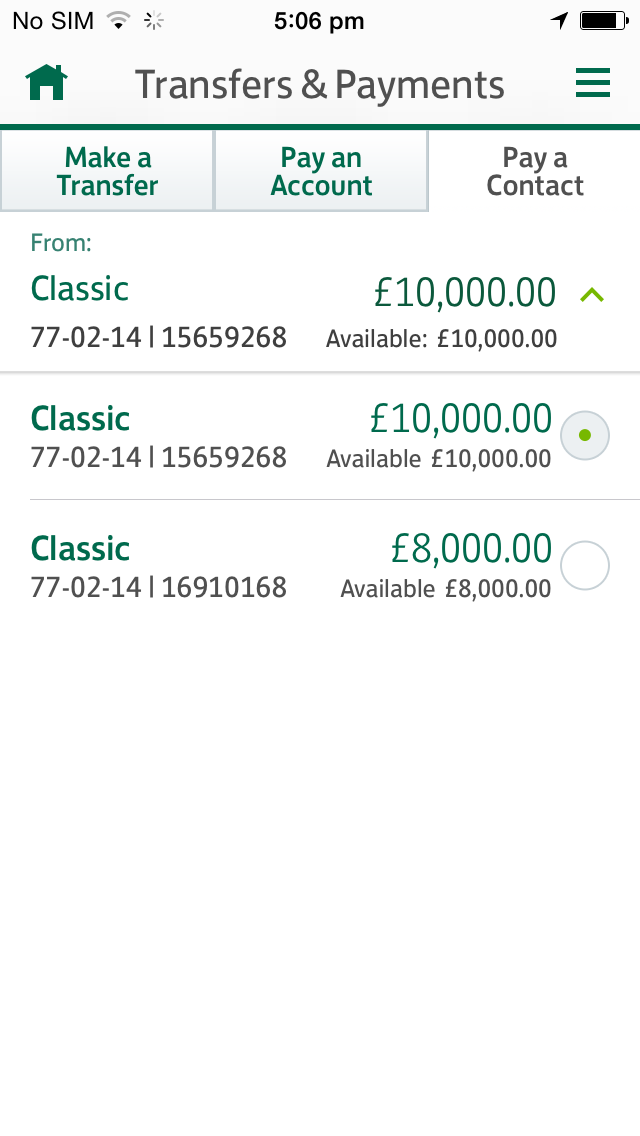 No SIM 5:06 pm
Transfers & Payments
Make a Transfer
Pay an Account
Pay a Contact
From:
Classic £10,000.00
77-02-14 | 15659268 Available: £10,000.00
Classic £10,000.00
77-02-14 | 15659268 Available £10,000.00
Classic £8,000.00
77-02-14 | 16910168 Available £8,000.00